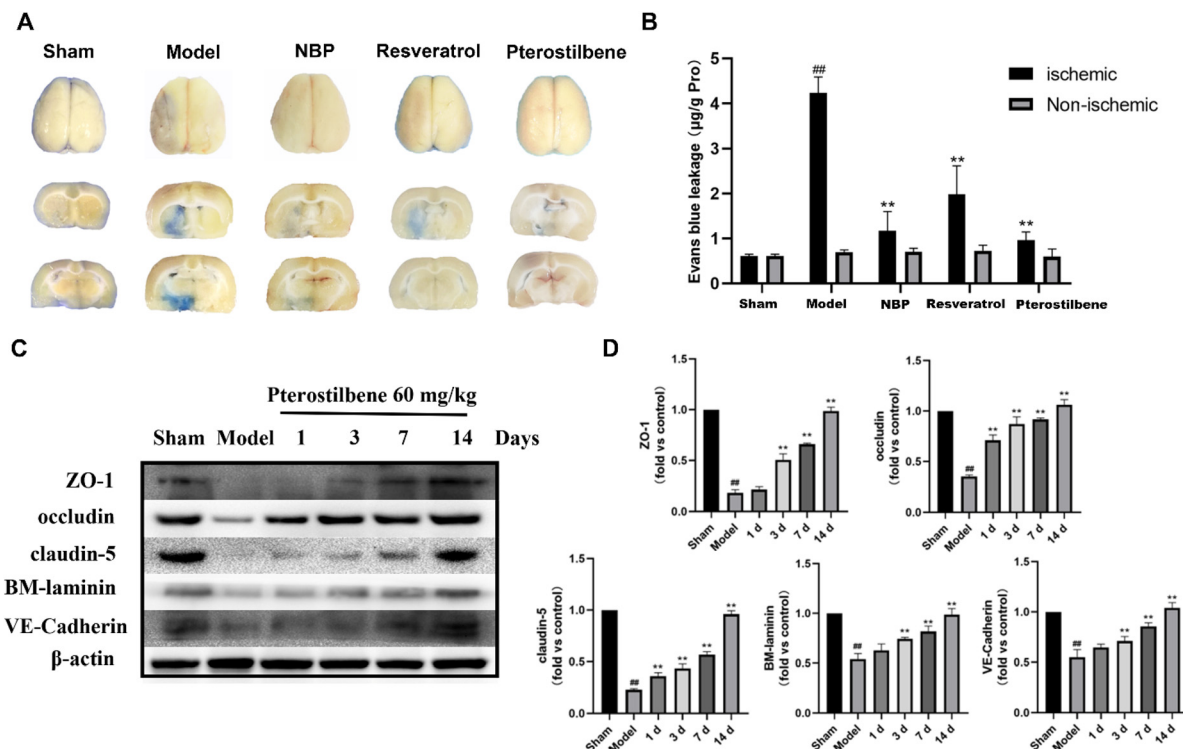 A
Sham Model NBP Resveratrol Pterostilbene
B
Evans blue leakage (μg/g Pro)
5
4
3
2
1
0
##
**
**
**
ischemic
Non-ischemic
Sham Model NBP Resveratrol Pterostilbene
C
Pterostilbene 60 mg/kg
Sham Model 1 3 7 14 Days
ZO-1
occludin
claudin-5
BM-laminin
VE-Cadherin
β-actin
D
ZO-1
(fold vs control)
1.5
1.0
0.5
0.0
##
**
**
**
Sham Model 1 d 3 d 7 d 14 d
occludin
(fold vs control)
1.5
1.0
0.5
0.0
##
**
**
**
**
Sham Model 1 d 3 d 7 d 14 d
claudin-5
(fold vs control)
1.5
1.0
0.5
0.0
##
**
**
**
**
Sham Model 1 d 3 d 7 d 14 d
BM-laminin
(fold vs control)
1.5
1.0
0.5
0.0
##
**
**
**
Sham Model 1 d 3 d 7 d 14 d
VE-Cadherin
(fold vs control)
1.5
1.0
0.5
0.0
##
**
**
**
Sham Model 1 d 3 d 7 d 14 d